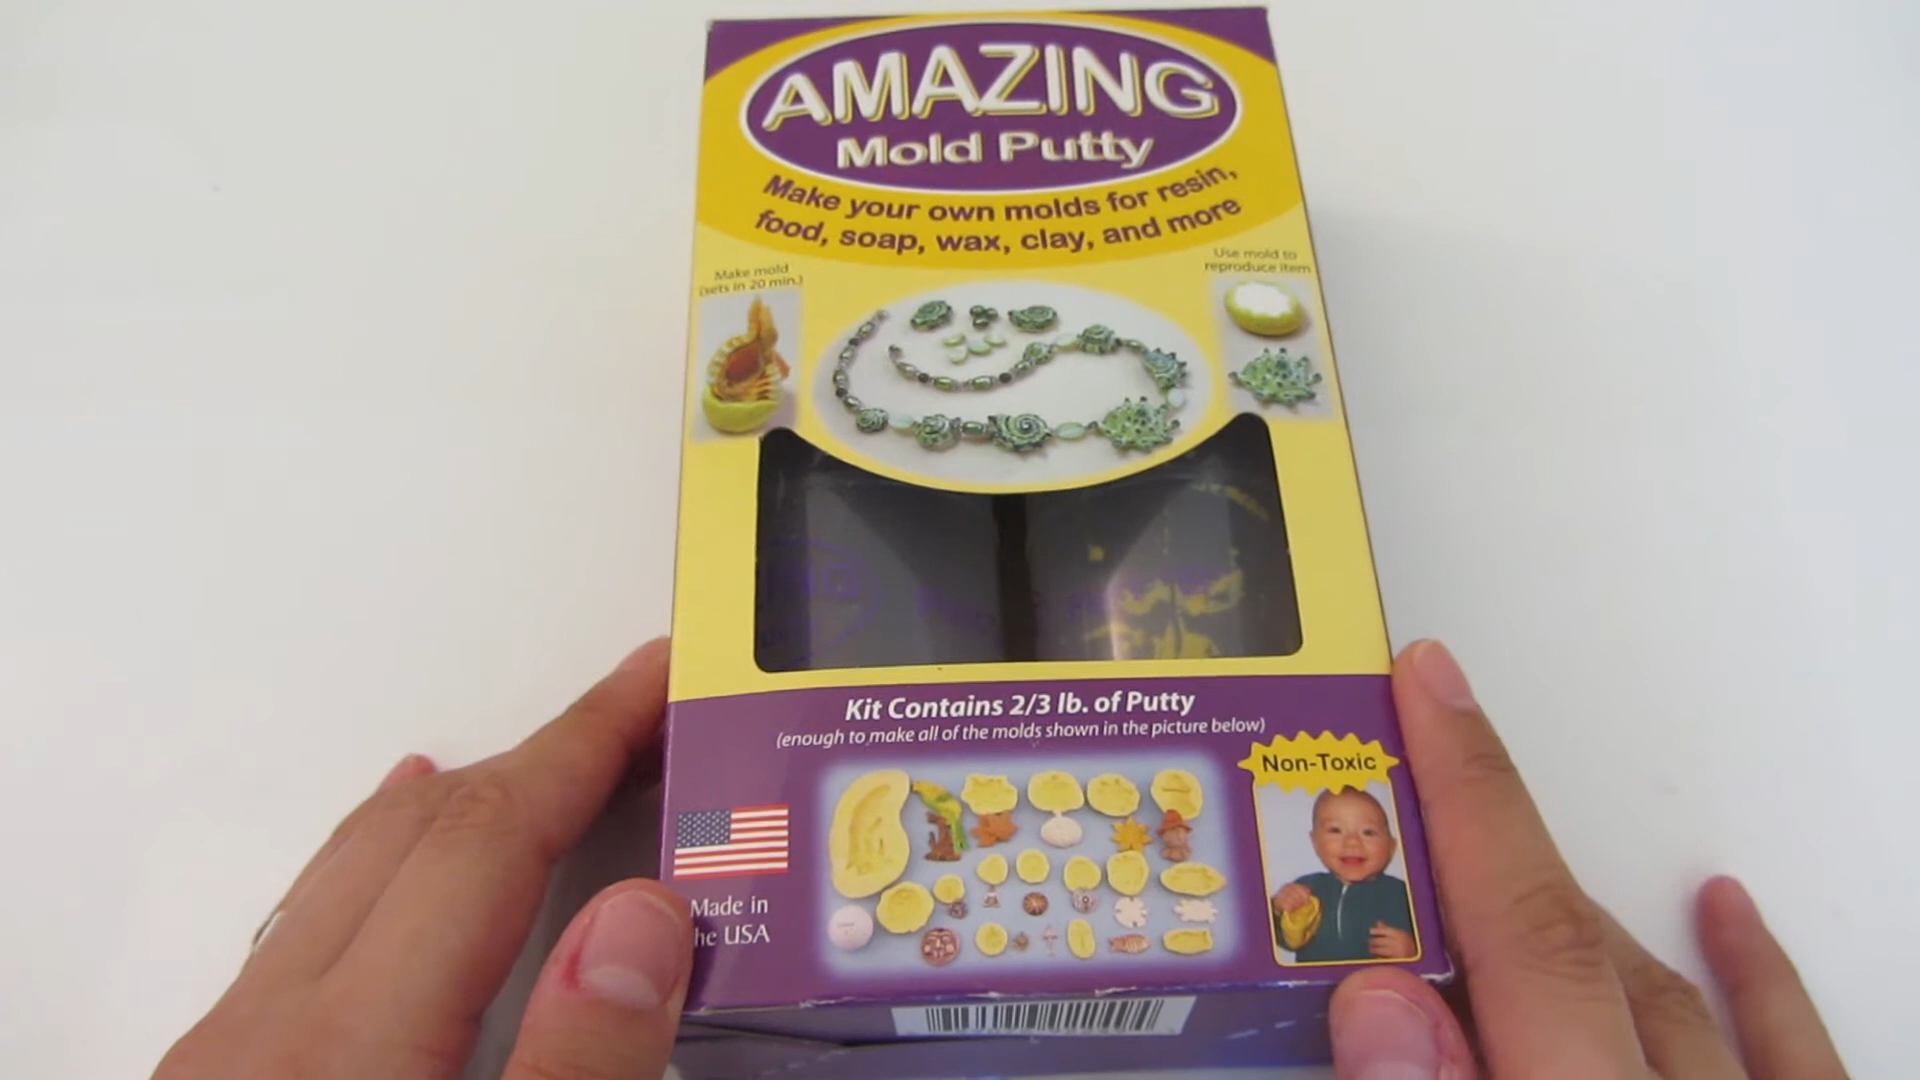 AMAZING
Mold Putty
Make your own molds for resin,
food, soap, wax, clay, and more
Make mold
(sets in 20 min.)
Use mold to
reproduce item
Kit Contains 2/3 lb. of Putty
(enough to make all of the molds shown in the picture below)
Non-Toxic
Made in
he USA